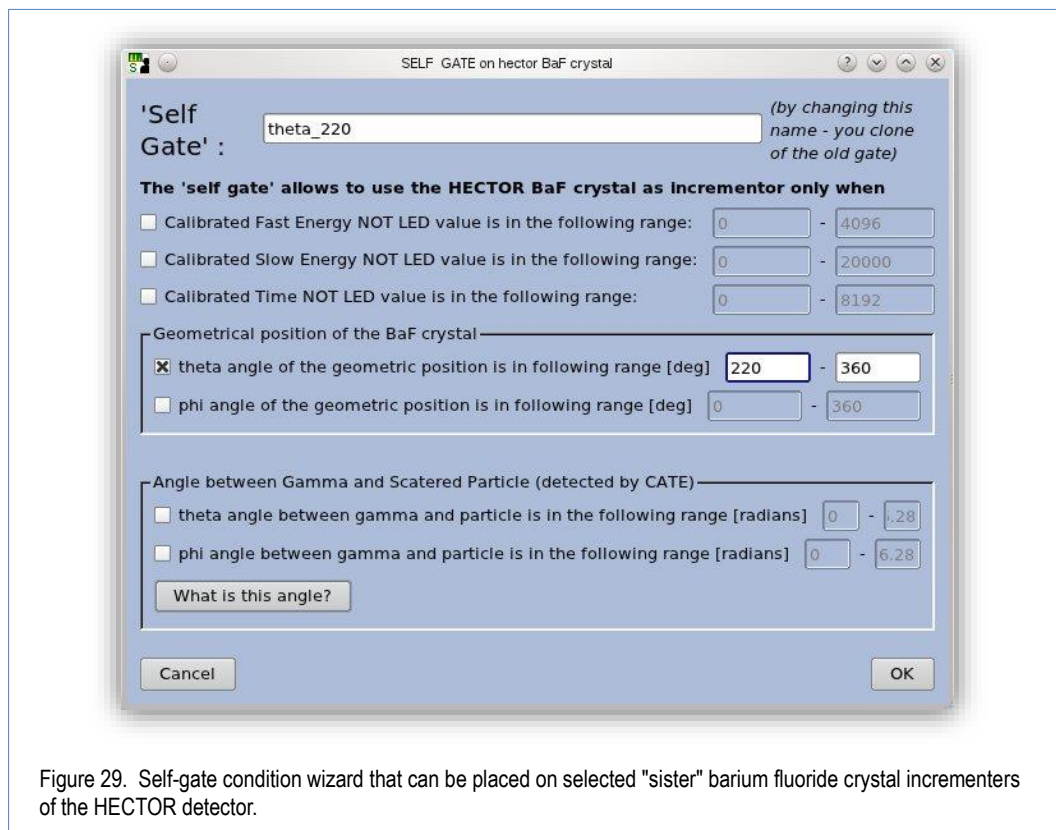 SELF GATE on hector BaF crystal
'Self
Gate' :
theta_220
(by changing this
name - you clone
of the old gate)
The 'self gate' allows to use the HECTOR BaF crystal as incrementor only when
Calibrated Fast Energy NOT LED value is in the following range: 0 - 4096
Calibrated Slow Energy NOT LED value is in the following range: 0 - 20000
Calibrated Time NOT LED value is in the following range: 0 - 8192
Geometrical position of the BaF crystal
theta angle of the geometric position is in following range [deg] 220 - 360
phi angle of the geometric position is in following range [deg] 0 - 360
Angle between Gamma and Scatered Particle (detected by CATE)
theta angle between gamma and particle is in the following range [radians] 0 - .28
phi angle between gamma and particle is in the following range [radians] 0 - 6.28
What is this angle?
Cancel
OK
Figure 29. Self-gate condition wizard that can be placed on selected "sister" barium fluoride crystal incrementers
of the HECTOR detector.